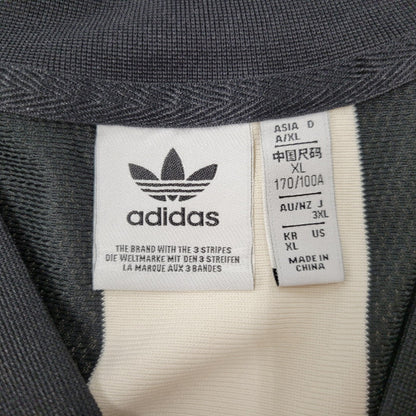 adidas
THE BRAND WITH THE 3 STRIPES
DIE WELTMARKE MIT DEN 3 STREIFEN
LA MARQUE AUX 3 BANDES
ASIA D
A/XL
中国尺码
XL
170/100A
AU/NZ J
3XL
KR US
XL
MADE IN
CHINA